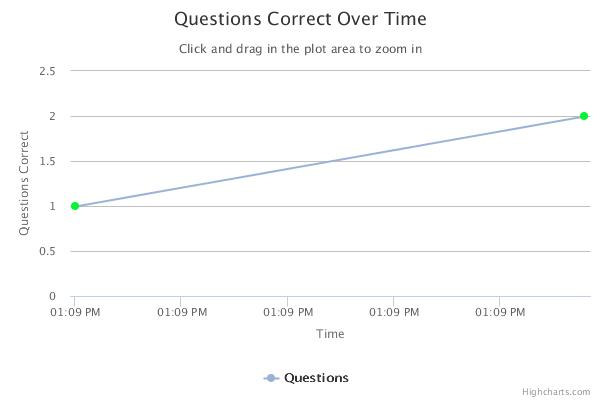 Questions Correct Over Time
Click and drag in the plot area to zoom in
2.5
2
1.5
1
0.5
0
Questions Correct
01:09 PM 01:09 PM 01:09 PM 01:09 PM 01:09 PM
Time
Questions
Highcharts.com